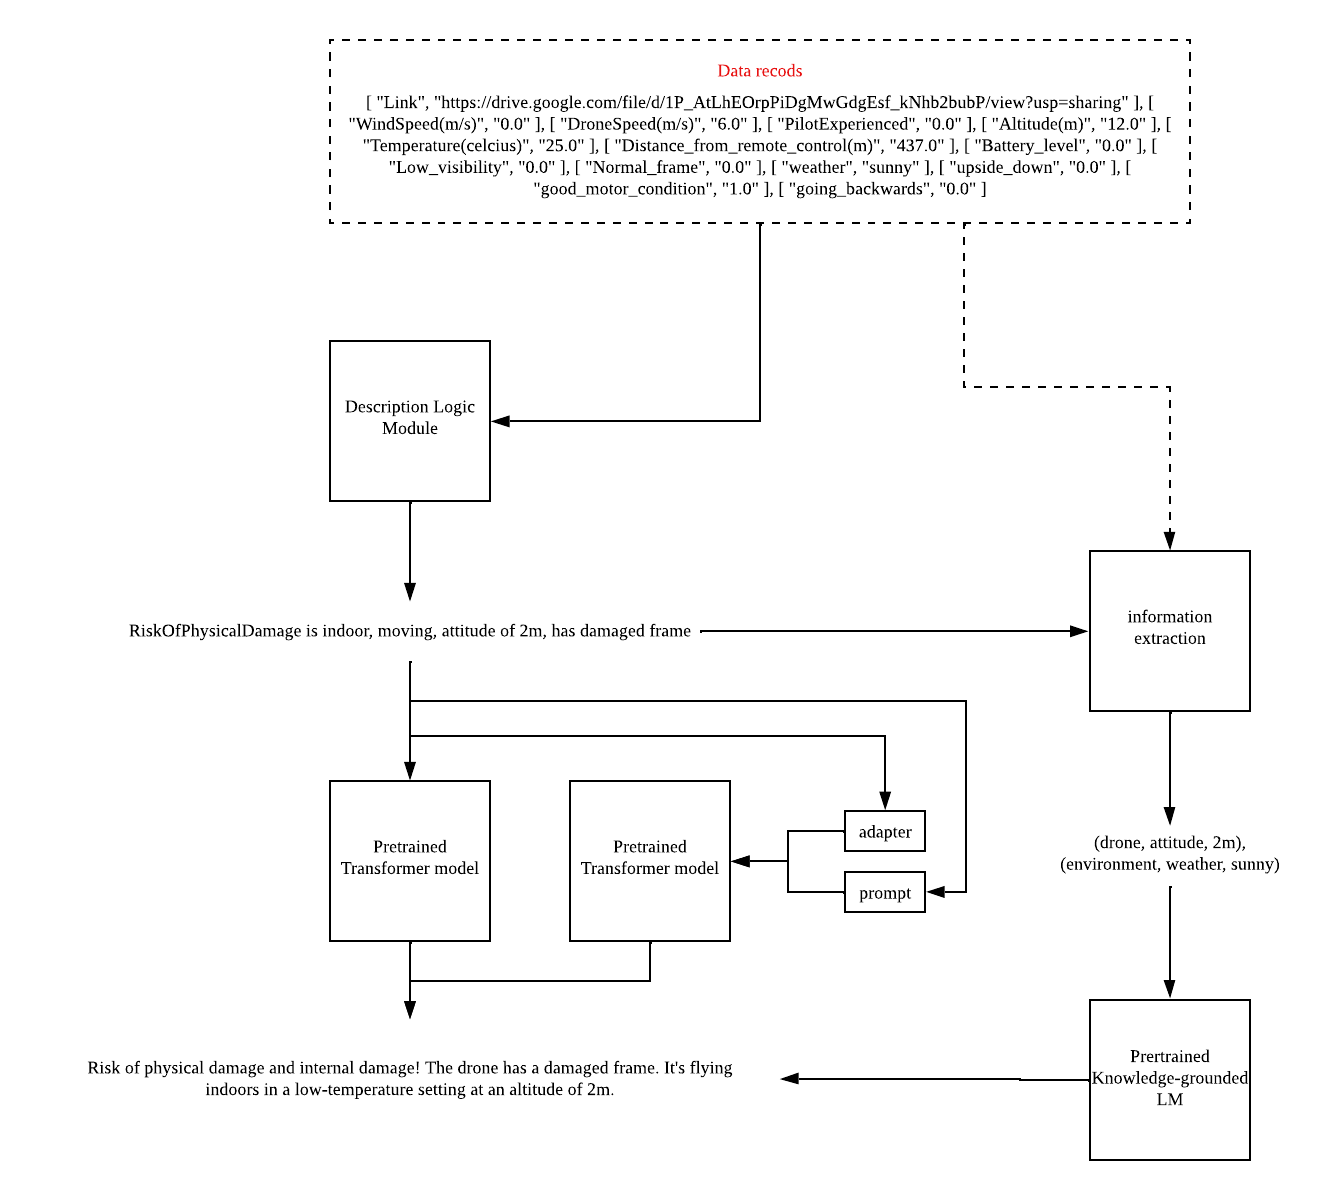 Data recods
[ "Link", "https://drive.google.com/file/d/1P_AtLhEOrpPiDgMwGdgEsf_kNhb2bubP/view?usp=sharing" ], [
"WindSpeed(m/s)", "0.0" ], [ "DroneSpeed(m/s)", "6.0" ], [ "PilotExperienced", "0.0" ], [ "Altitude(m)", "12.0" ], [
"Temperature(celcius)", "25.0" ], [ "Distance_from_remote_control(m)", "437.0" ], [ "Battery_level", "0.0" ], [
"Low_visibility", "0.0" ], [ "Normal_frame", "0.0" ], [ "weather", "sunny" ], [ "upside_down", "0.0" ], [
"good_motor_condition", "1.0" ], [ "going_backwards", "0.0" ]
Description Logic
Module
RiskOfPhysicalDamage is indoor, moving, attitude of 2m, has damaged frame
information
extraction
Pretrained
Transformer model
Pretrained
Transformer model
adapter
prompt
(drone, attitude, 2m),
(environment, weather, sunny)
Risk of physical damage and internal damage! The drone has a damaged frame. It's flying
indoors in a low-temperature setting at an altitude of 2m.
Prertrained
Knowledge-grounded
LM